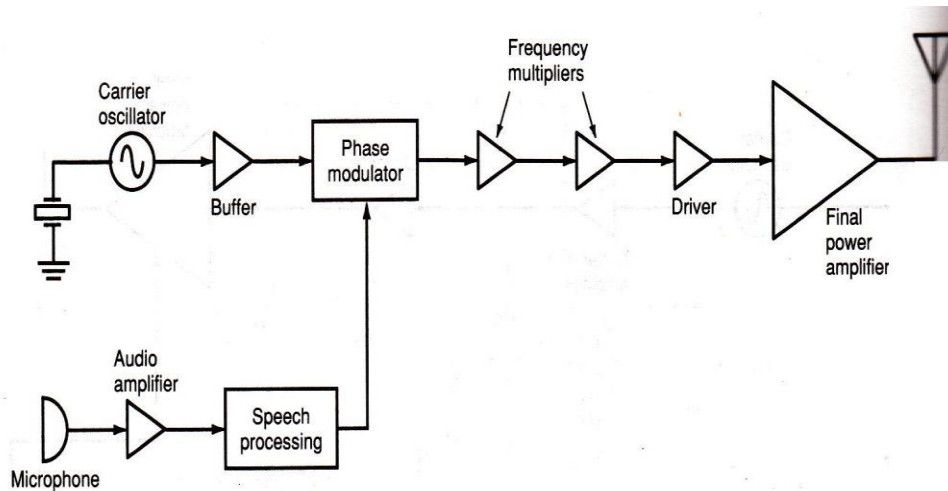 Frequency
multipliers
Carrier
oscillator
Phase
modulator
Buffer
Driver
Final
power
amplifier
Audio
amplifier
Speech
processing
Microphone